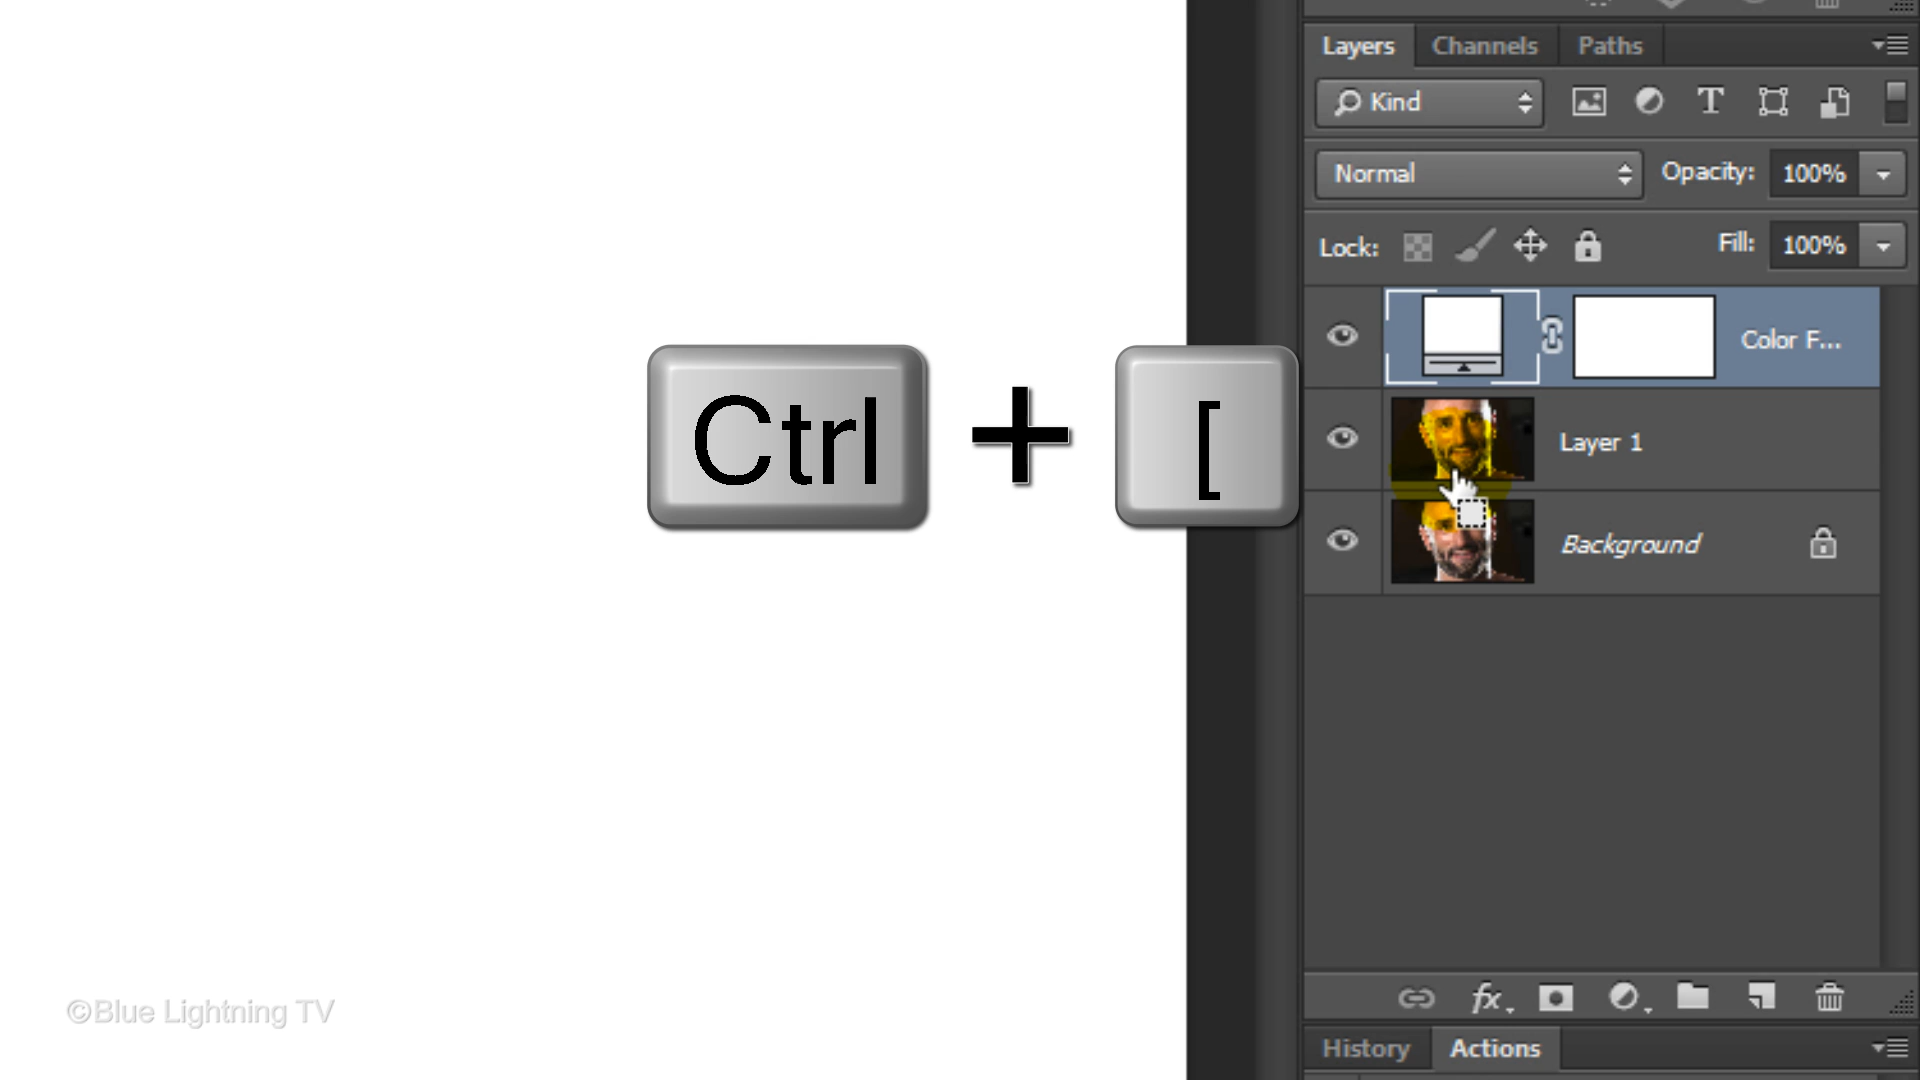 Layers Channels Paths
Kind T
Normal Opacity: 100%
Lock: Fill: 100%
Color F...
Ctrl + [
Layer 1
Background
fx
©Blue Lightning TV
History Actions